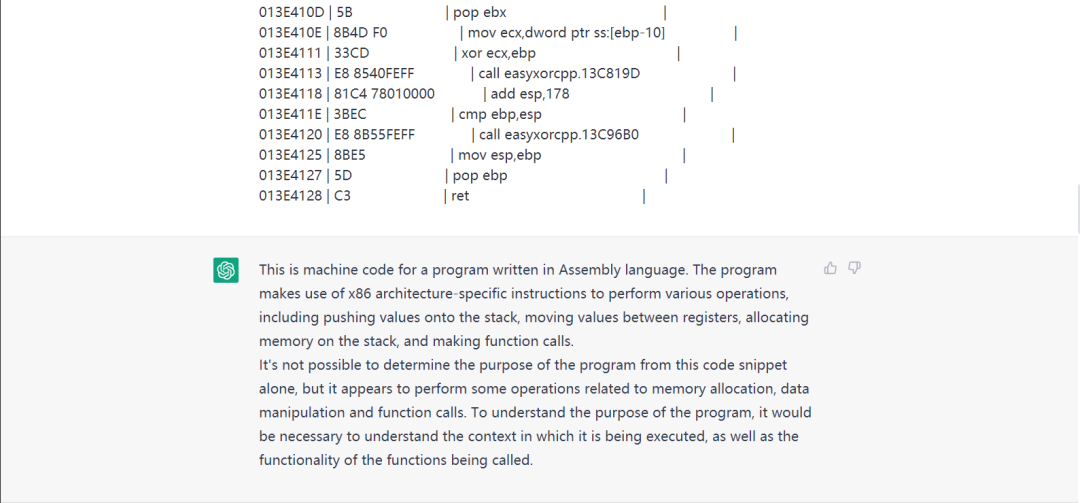 013E410D | 5B | pop ebx |
013E410E | 8B4D F0 | mov ecx,dword ptr ss:[ebp-10] |
013E4111 | 33CD | xor ecx,ebp |
013E4113 | E8 8540FEFF | call easyxorcpp.13C819D |
013E4118 | 81C4 78010000 | add esp,178 |
013E411E | 3BEC | cmp ebp,esp |
013E4120 | E8 8B55FEFF | call easyxorcpp.13C96B0 |
013E4125 | 8BE5 | mov esp,ebp |
013E4127 | 5D | pop ebp |
013E4128 | C3 | ret |
This is machine code for a program written in Assembly language. The program
makes use of x86 architecture-specific instructions to perform various operations,
including pushing values onto the stack, moving values between registers, allocating
memory on the stack, and making function calls.
It's not possible to determine the purpose of the program from this code snippet
alone, but it appears to perform some operations related to memory allocation, data
manipulation and function calls. To understand the purpose of the program, it would
be necessary to understand the context in which it is being executed, as well as the
functionality of the functions being called.